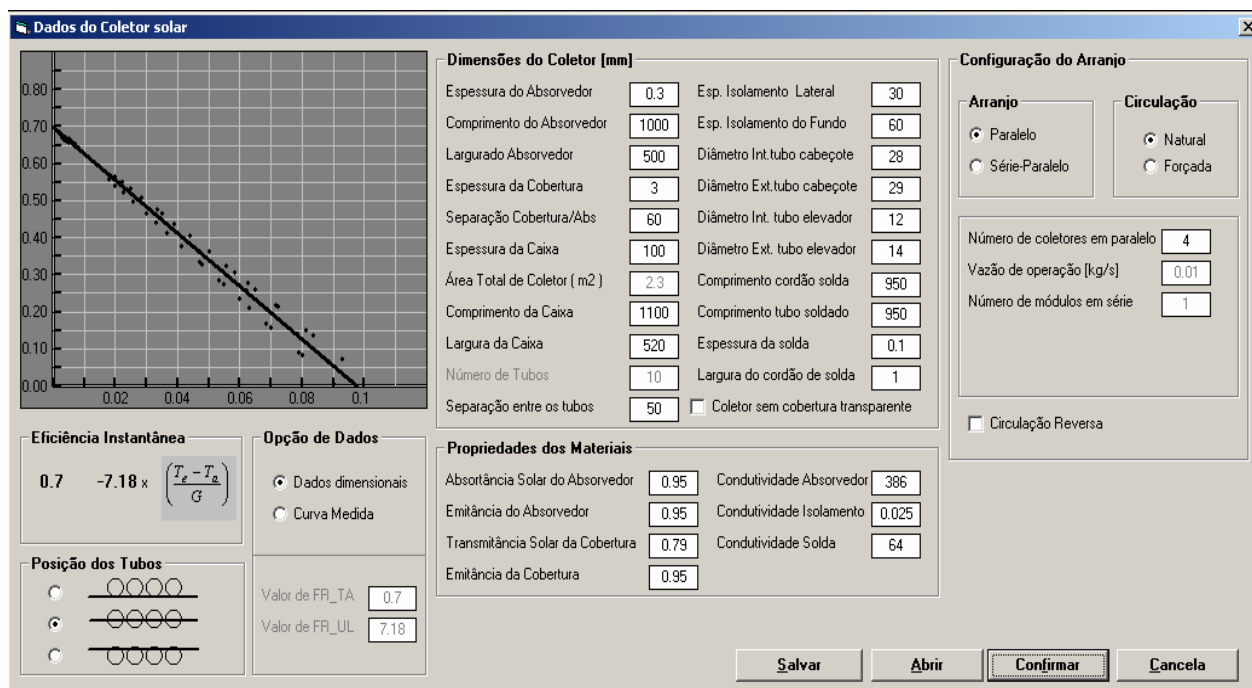 Dados do Coletor solar
0.80
0.70
0.60
0.50
0.40
0.30
0.20
0.10
0.00
0.02 0.04 0.06 0.08 0.1
Eficiência Instantânea
0.7 -7.18 x (Te – Ta / G)
Posição dos Tubos
Opção de Dados
Dados dimensionais
Curva Medida
Valor de FR_TA 0.7
Valor de FR_UL 7.18
Dimensões do Coletor [mm]
Espessura do Absorvedor 0.3
Comprimento do Absorvedor 1000
Largurado Absorvedor 500
Espessura da Cobertura 3
Separação Cobertura/Abs 60
Espessura da Caixa 100
Área Total de Coletor ( m2 ) 2.3
Comprimento da Caixa 1100
Largura da Caixa 520
Número de Tubos 10
Separação entre os tubos 50
Esp. Isolamento Lateral 30
Esp. Isolamento do Fundo 60
Diâmetro Int.tubo cabeçote 28
Diâmetro Ext.tubo cabeçote 29
Diâmetro Int. tubo elevador 12
Diâmetro Ext. tubo elevador 14
Comprimento cordão solda 950
Comprimento tubo soldado 950
Espessura da solda 0.1
Largura do cordão de solda 1
Coletor sem cobertura transparente
Propriedades dos Materiais
Absortância Solar do Absorvedor 0.95
Emitância do Absorvedor 0.95
Transmitância Solar da Cobertura 0.79
Emitância da Cobertura 0.95
Condutividade Absorvedor 386
Condutividade Isolamento 0.025
Condutividade Solda 64
Configuração do Arranjo
Arranjo
Paralelo
Série-Paralelo
Circulação
Natural
Forçada
Número de coletores em paralelo 4
Vazão de operação [kg/s] 0.01
Número de módulos em série 1
Circulação Reversa
Salvar Abrir Confirmar Cancela